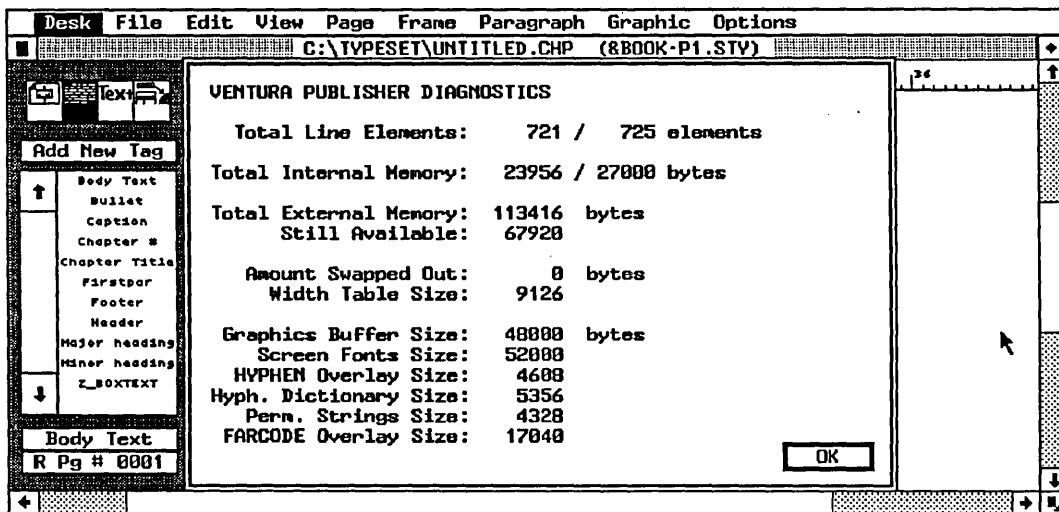 Desk File Edit View Page Frame Paragraph Graphic Options
C:\TYPESET\UNTITLED.CHP (&BOOK-P1.STY)
Text
36
Add New Tag
Body Text
Bullet
Caption
Chapter #
Chapter Title
Firstpar
Footer
Header
Major heading
Minor heading
Z_BOXTEXT
Body Text
R Pg # 0001
VENTURA PUBLISHER DIAGNOSTICS
Total Line Elements: 721 / 725 elements
Total Internal Memory: 23956 / 27000 bytes
Total External Memory: 113416 bytes
Still Available: 67920
Amount Swapped Out: 0 bytes
Width Table Size: 9126
Graphics Buffer Size: 48000 bytes
Screen Fonts Size: 52000
HYPHEN Overlay Size: 4608
Hyph. Dictionary Size: 5356
Perm. Strings Size: 4328
FARCODE Overlay Size: 17040
OK